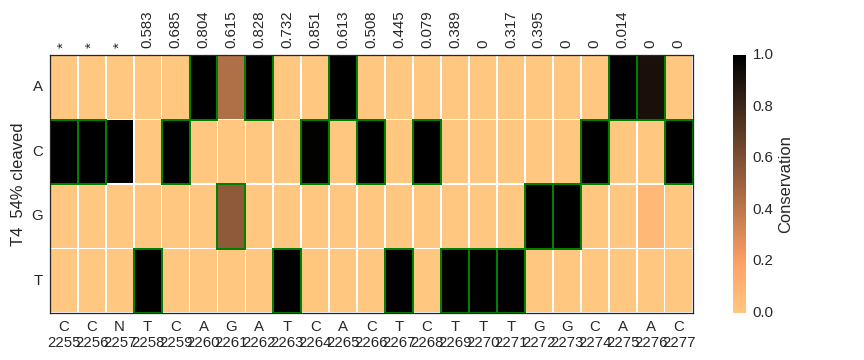 * * * 0.583 0.685 0.804 0.615 0.828 0.732 0.851 0.613 0.508 0.445 0.079 0.389 0 0.317 0.395 0 0 0.014 0 0
T4 54% cleaved
A
C
G
T
C C N T C A G A T C A C T C T T T G G C A A C
2255 2256 2257 2258 2259 2260 2261 2262 2263 2264 2265 2266 2267 2268 2269 2270 2271 2272 2273 2274 2275 2276 2277
1.0
0.8
0.6
0.4
0.2
0.0
Conservation